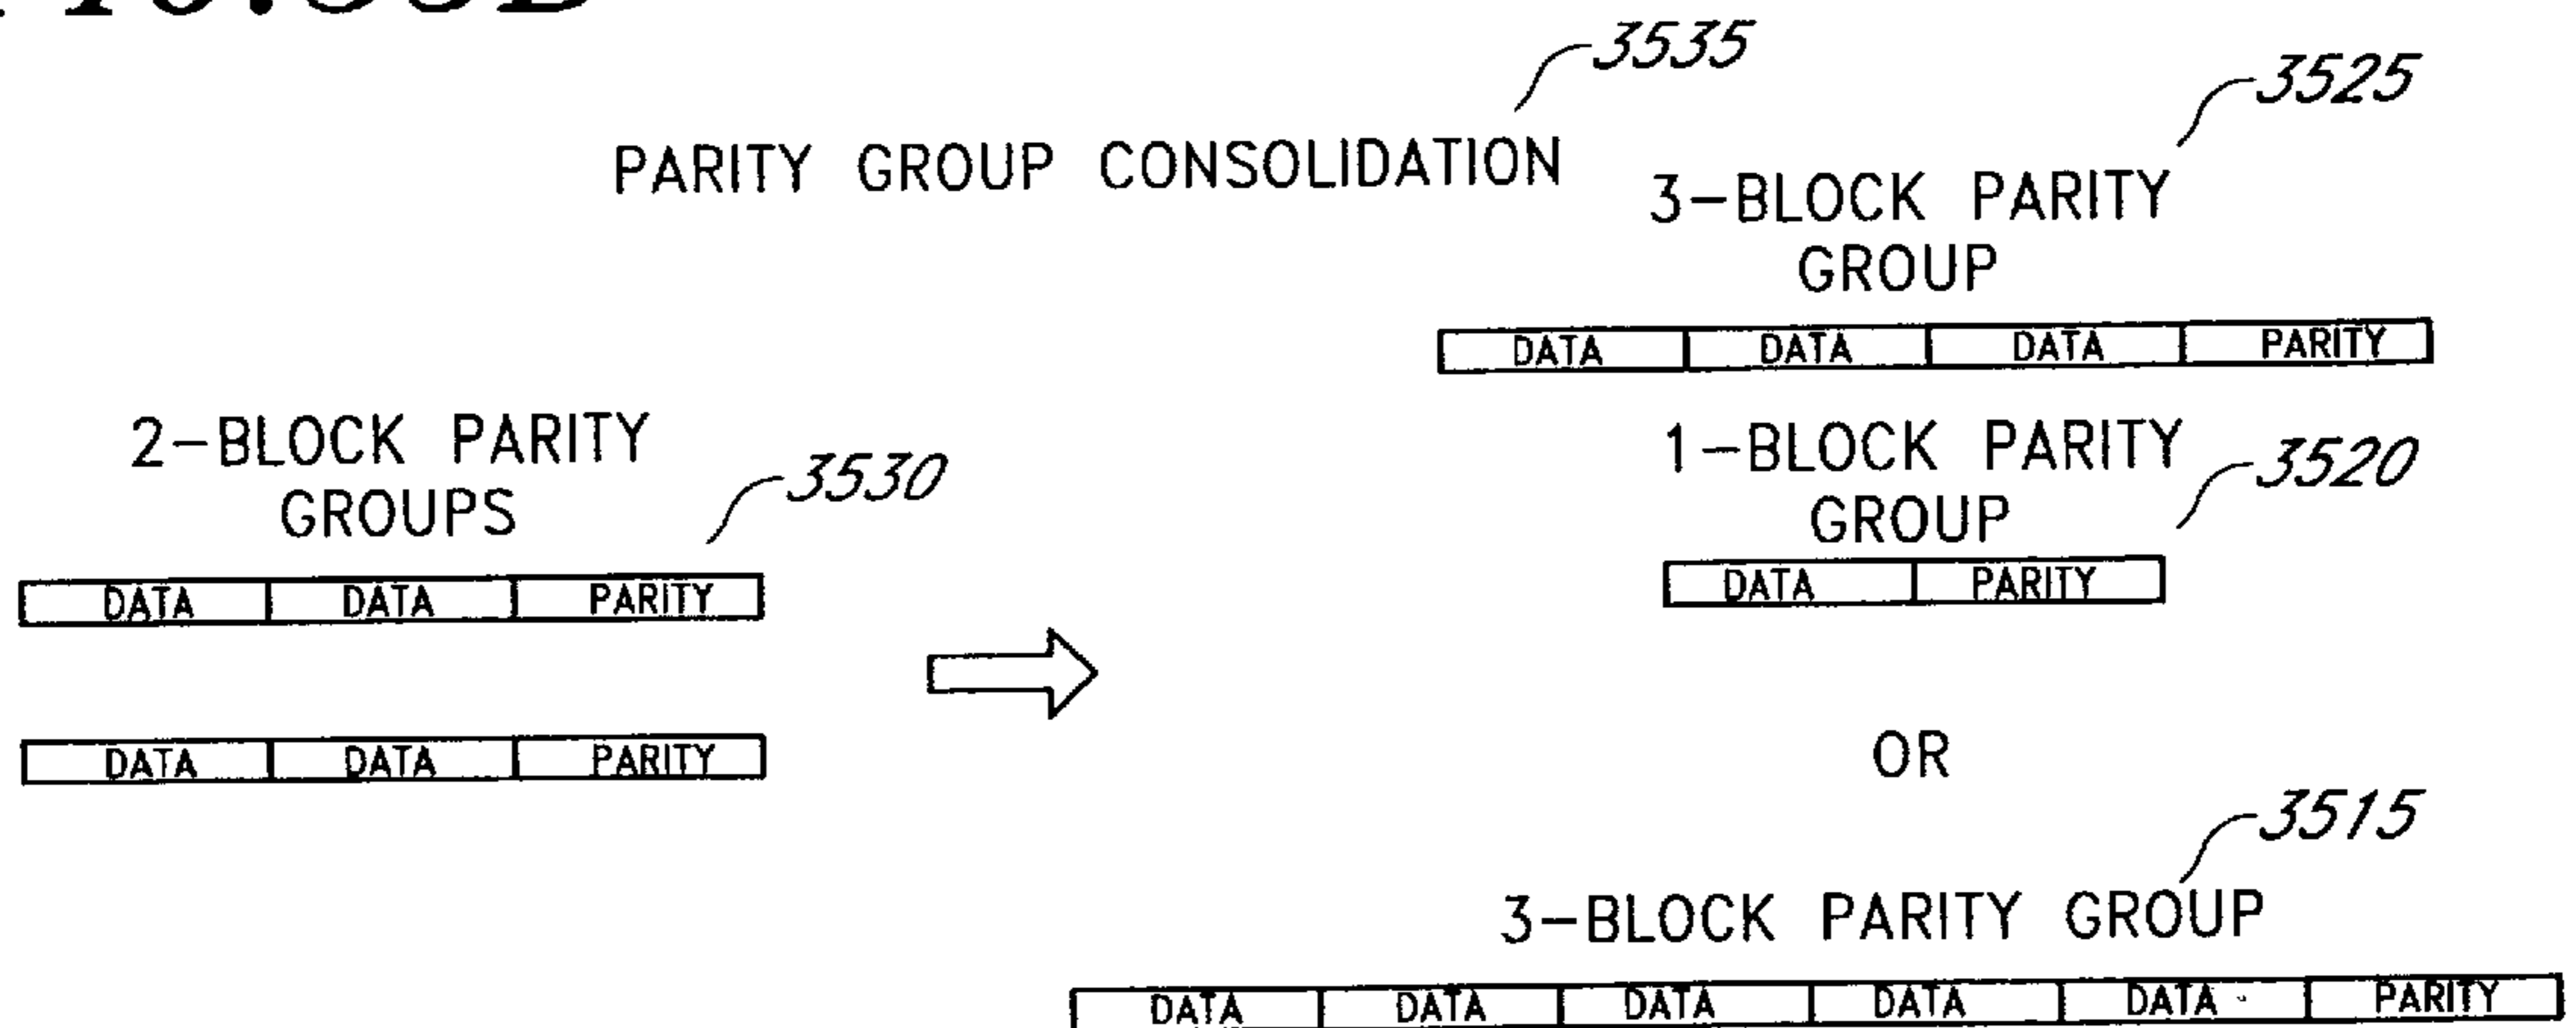 3535
3525
PARITY GROUP CONSOLIDATION
3-BLOCK PARITY
GROUP
DATA DATA DATA PARITY
2-BLOCK PARITY
GROUPS
3530
DATA DATA PARITY
DATA DATA PARITY
1-BLOCK PARITY
GROUP
3520
DATA PARITY
OR
3515
3-BLOCK PARITY GROUP
DATA DATA DATA DATA DATA PARITY